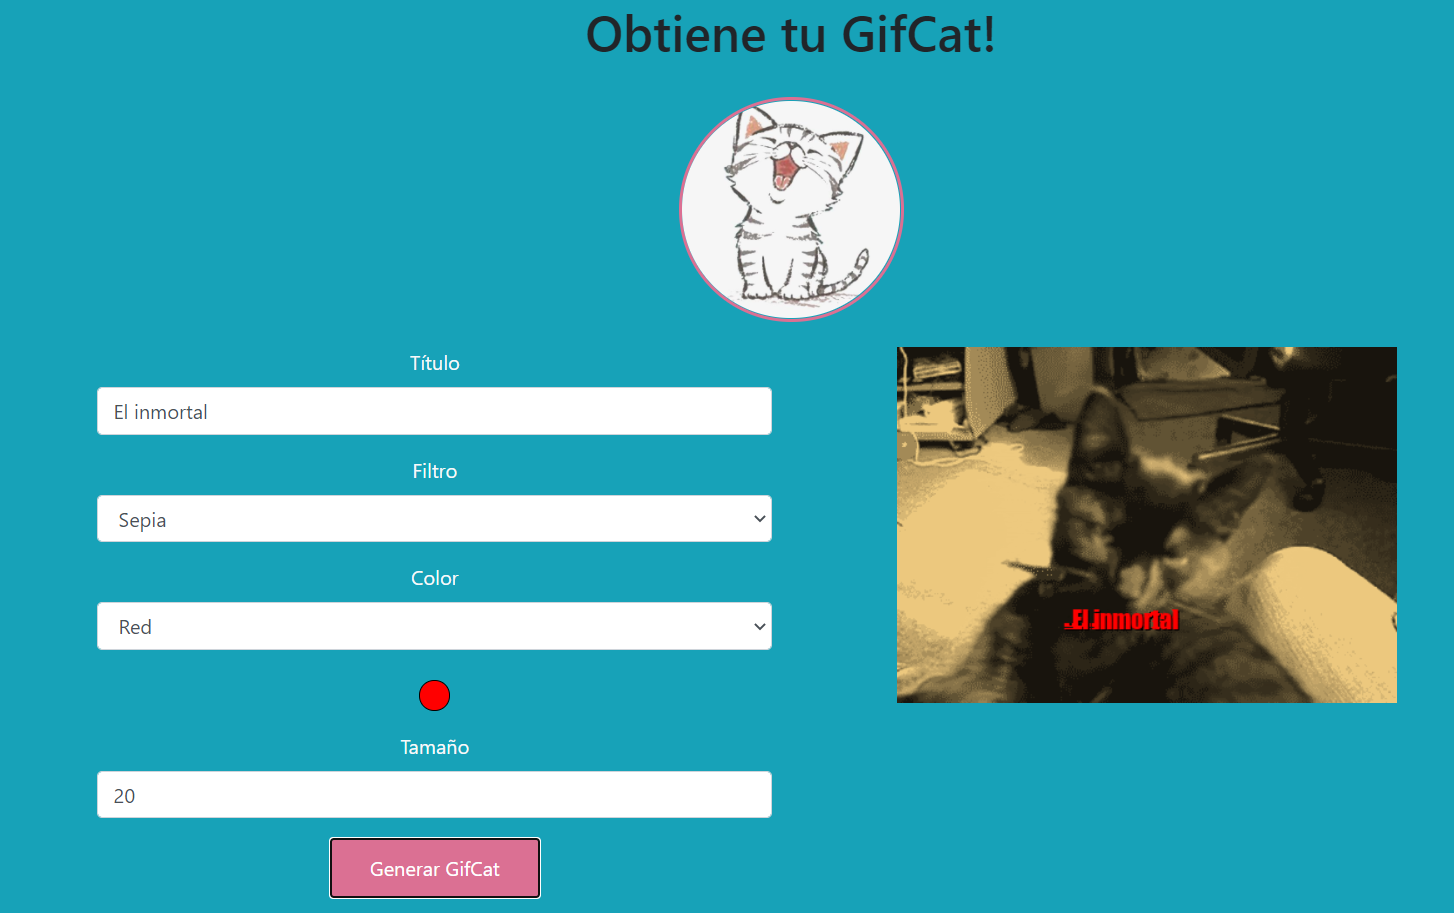 Obtiene tu GifCat!
Título
El inmortal
Filtro
Sepia
Color
Red
Tamaño
20
Generar GifCat
El inmortal